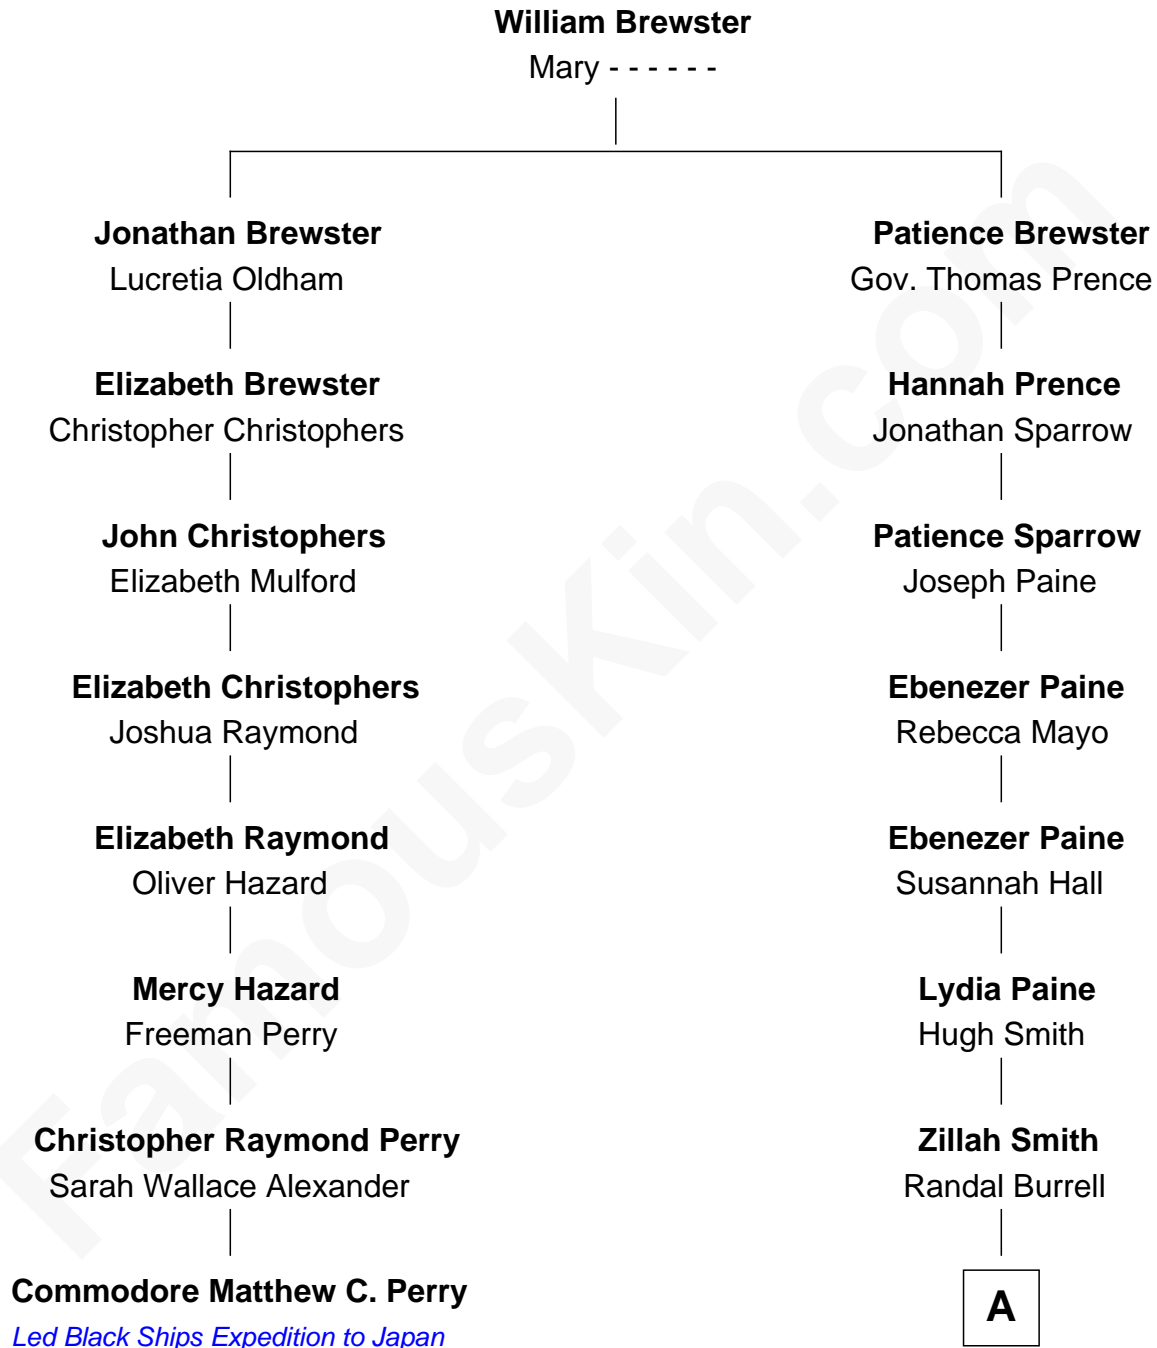 William Brewster
Mary - - - - - -
Jonathan Brewster
Lucretia Oldham
Patience Brewster
Gov. Thomas Prence
Elizabeth Brewster
Christopher Christophers
Hannah Prence
Jonathan Sparrow
John Christophers
Elizabeth Mulford
Patience Sparrow
Joseph Paine
Elizabeth Christophers
Joshua Raymond
Ebenezer Paine
Rebecca Mayo
Elizabeth Raymond
Oliver Hazard
Ebenezer Paine
Susannah Hall
Mercy Hazard
Freeman Perry
Lydia Paine
Hugh Smith
Christopher Raymond Perry
Sarah Wallace Alexander
Zillah Smith
Randal Burrell
Commodore Matthew C. Perry
Led Black Ships Expedition to Japan
A
FamousKin.com